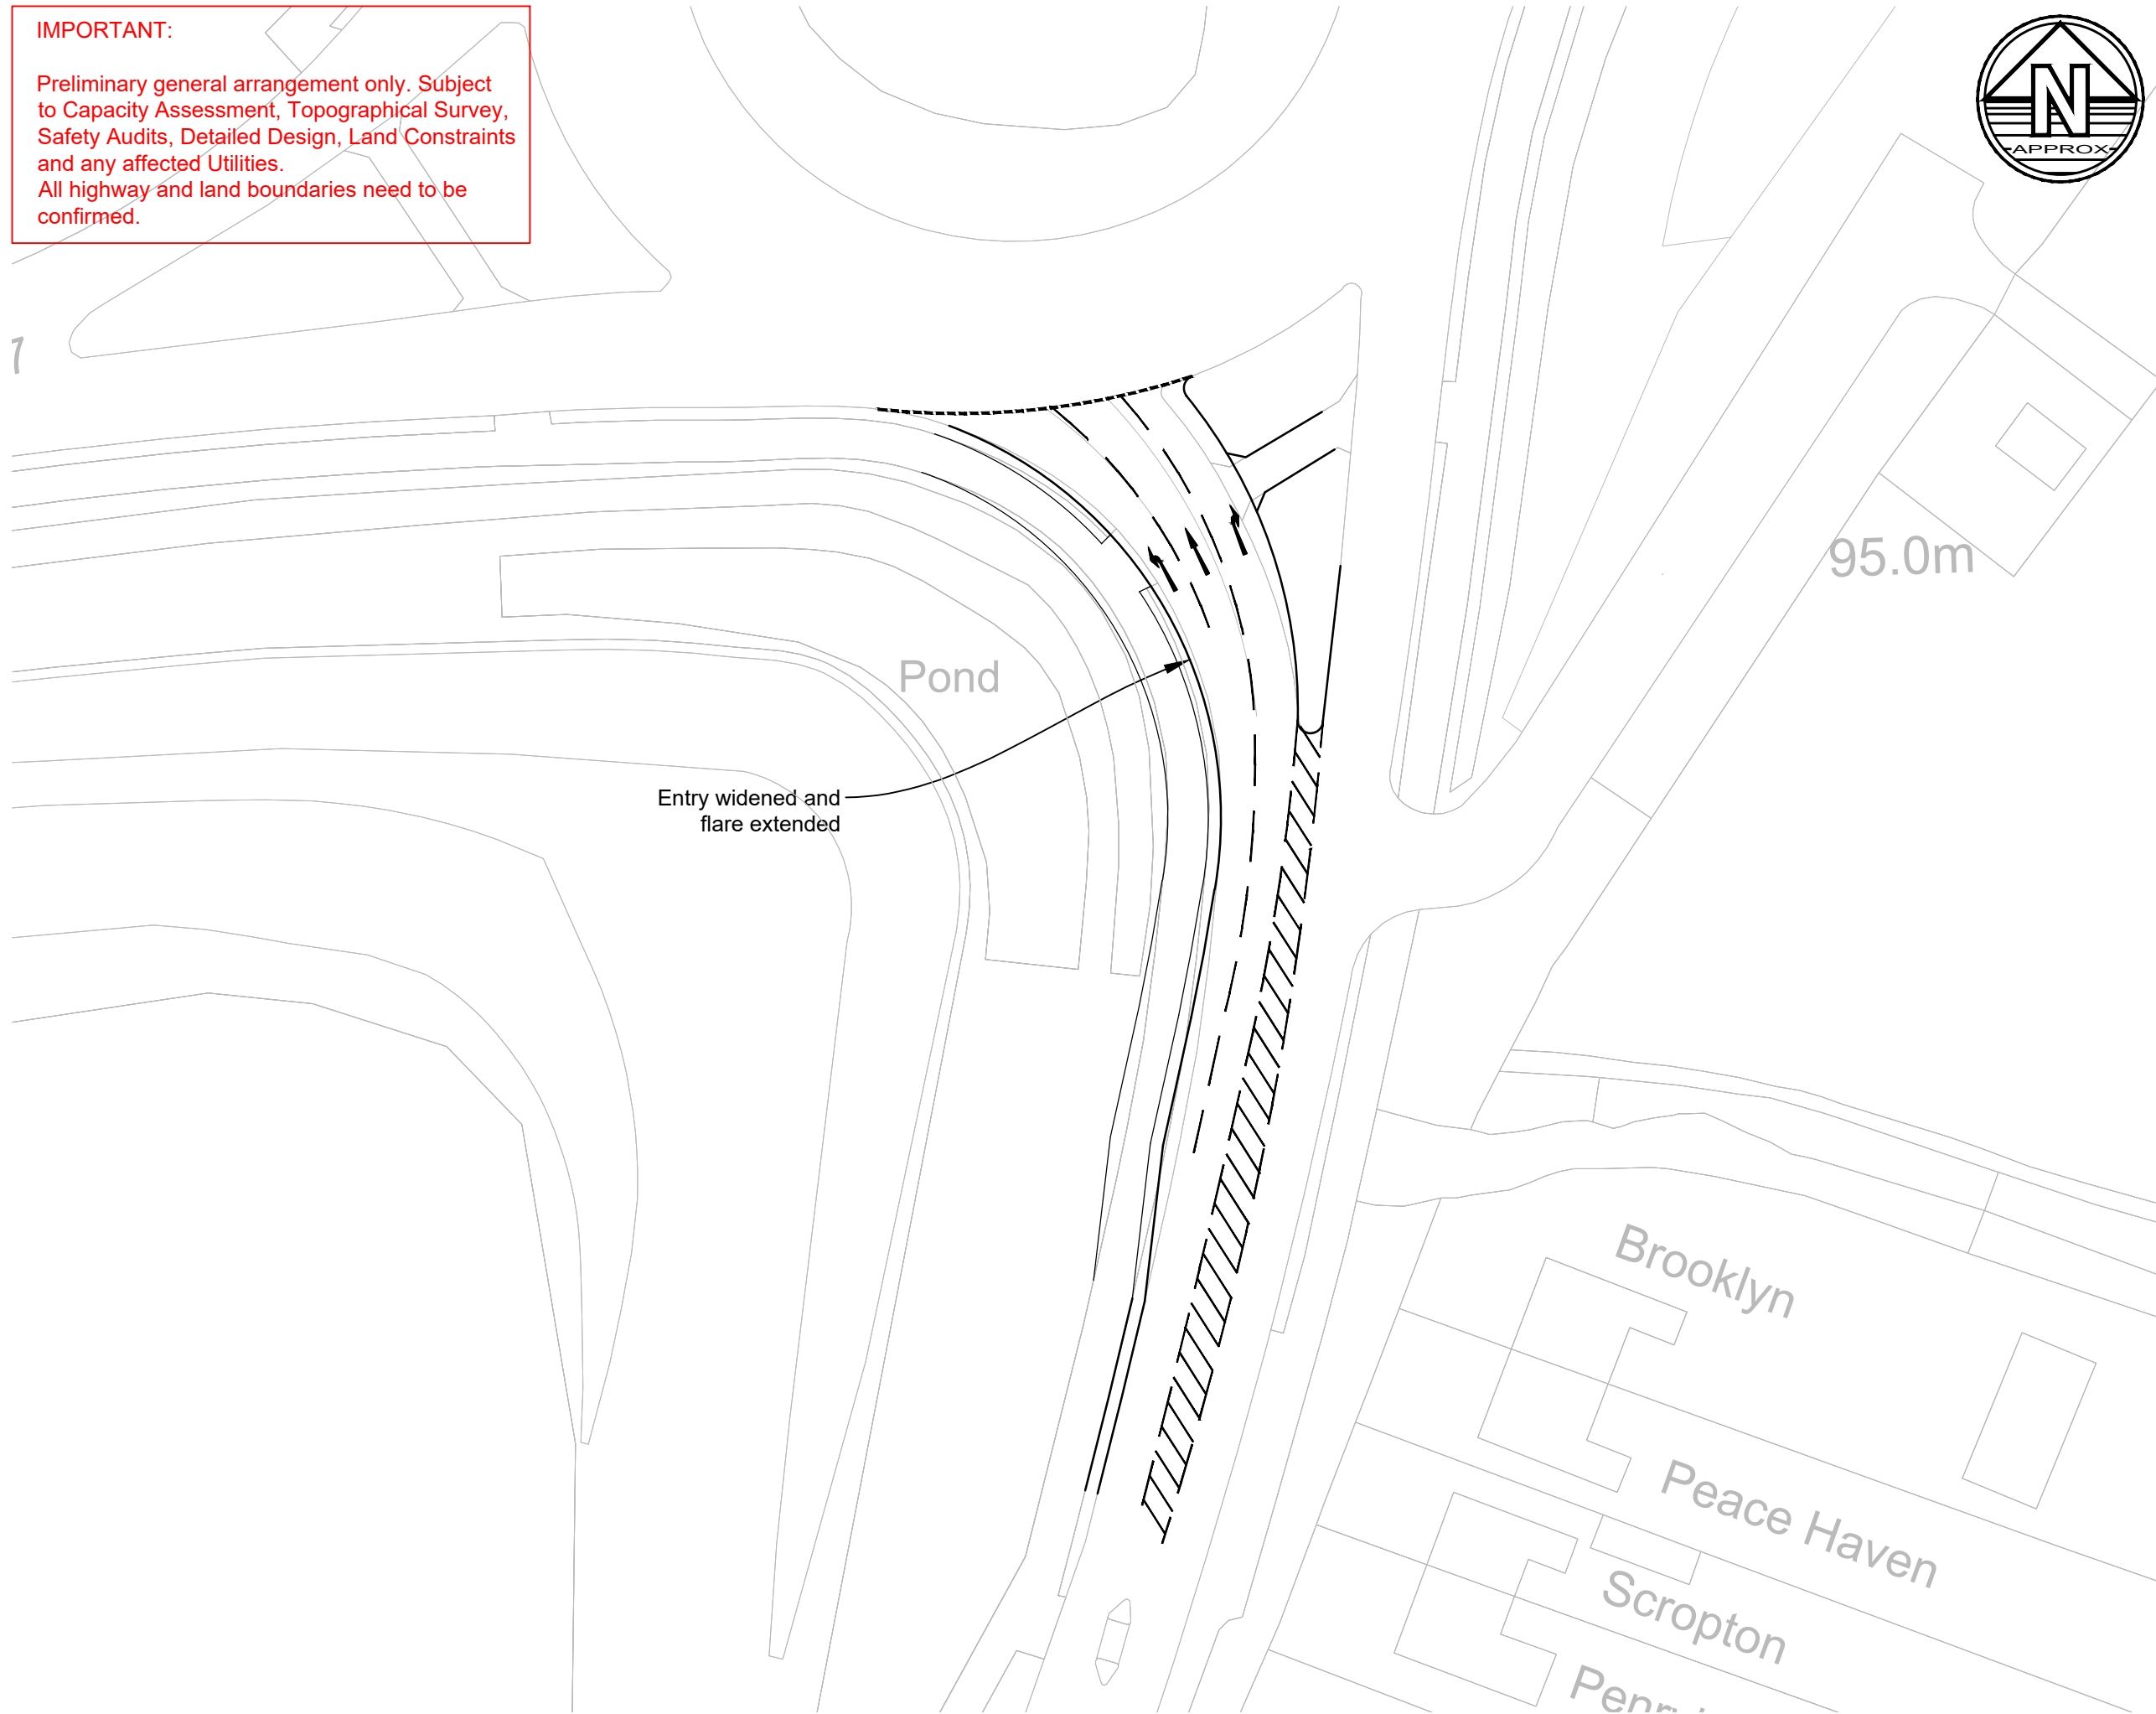 IMPORTANT:
Preliminary general arrangement only. Subject
to Capacity Assessment, Topographical Survey,
Safety Audits, Detailed Design, Land Constraints
and any affected Utilities.
All highway and land boundaries need to be
confirmed.
N
APPROX
95.0m
Pond
Entry widened and
flare extended
Brooklyn
Peace Haven
Scropton